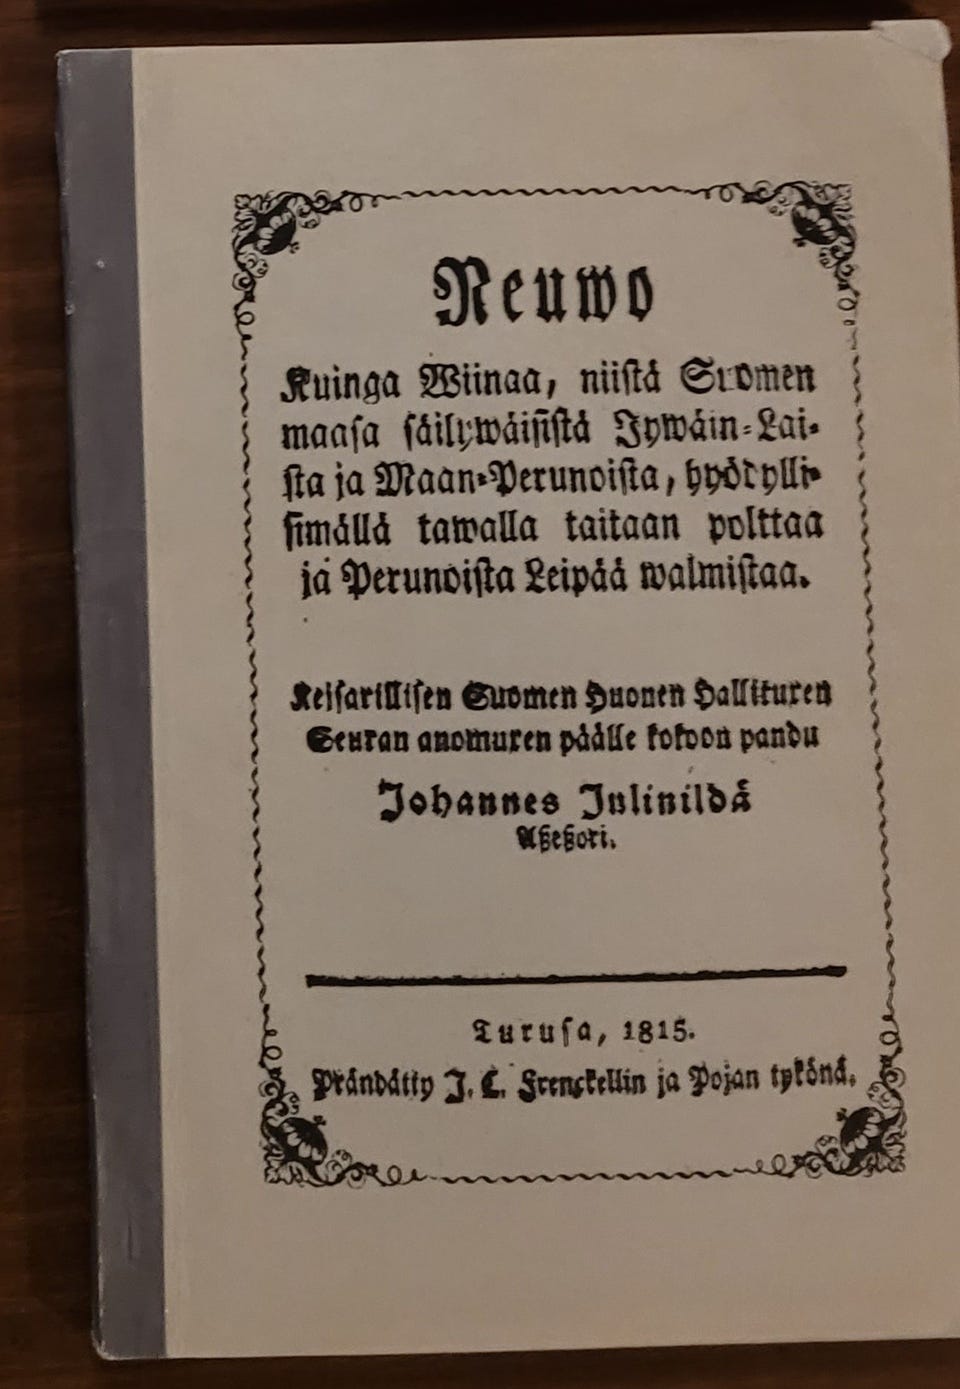 Neuwo
Kuinga Wiinaa, niistä Suomen
maasa säilywäisistä Jywäin-Lai-
sta ja Maan-Perunoista, hyödylli-
simällä tawalla taitaan polttaa
ja Perunoista Leipää walmistaa.
Keisarillisen Suomen Huonen Hallituxen
Seuran anomuxen päälle kokoon pandu
Johannes Julinildä
Aßeßori.
Turusa, 1815.
Prändätty J. C. Frenckellin ja Pojan tykönä.